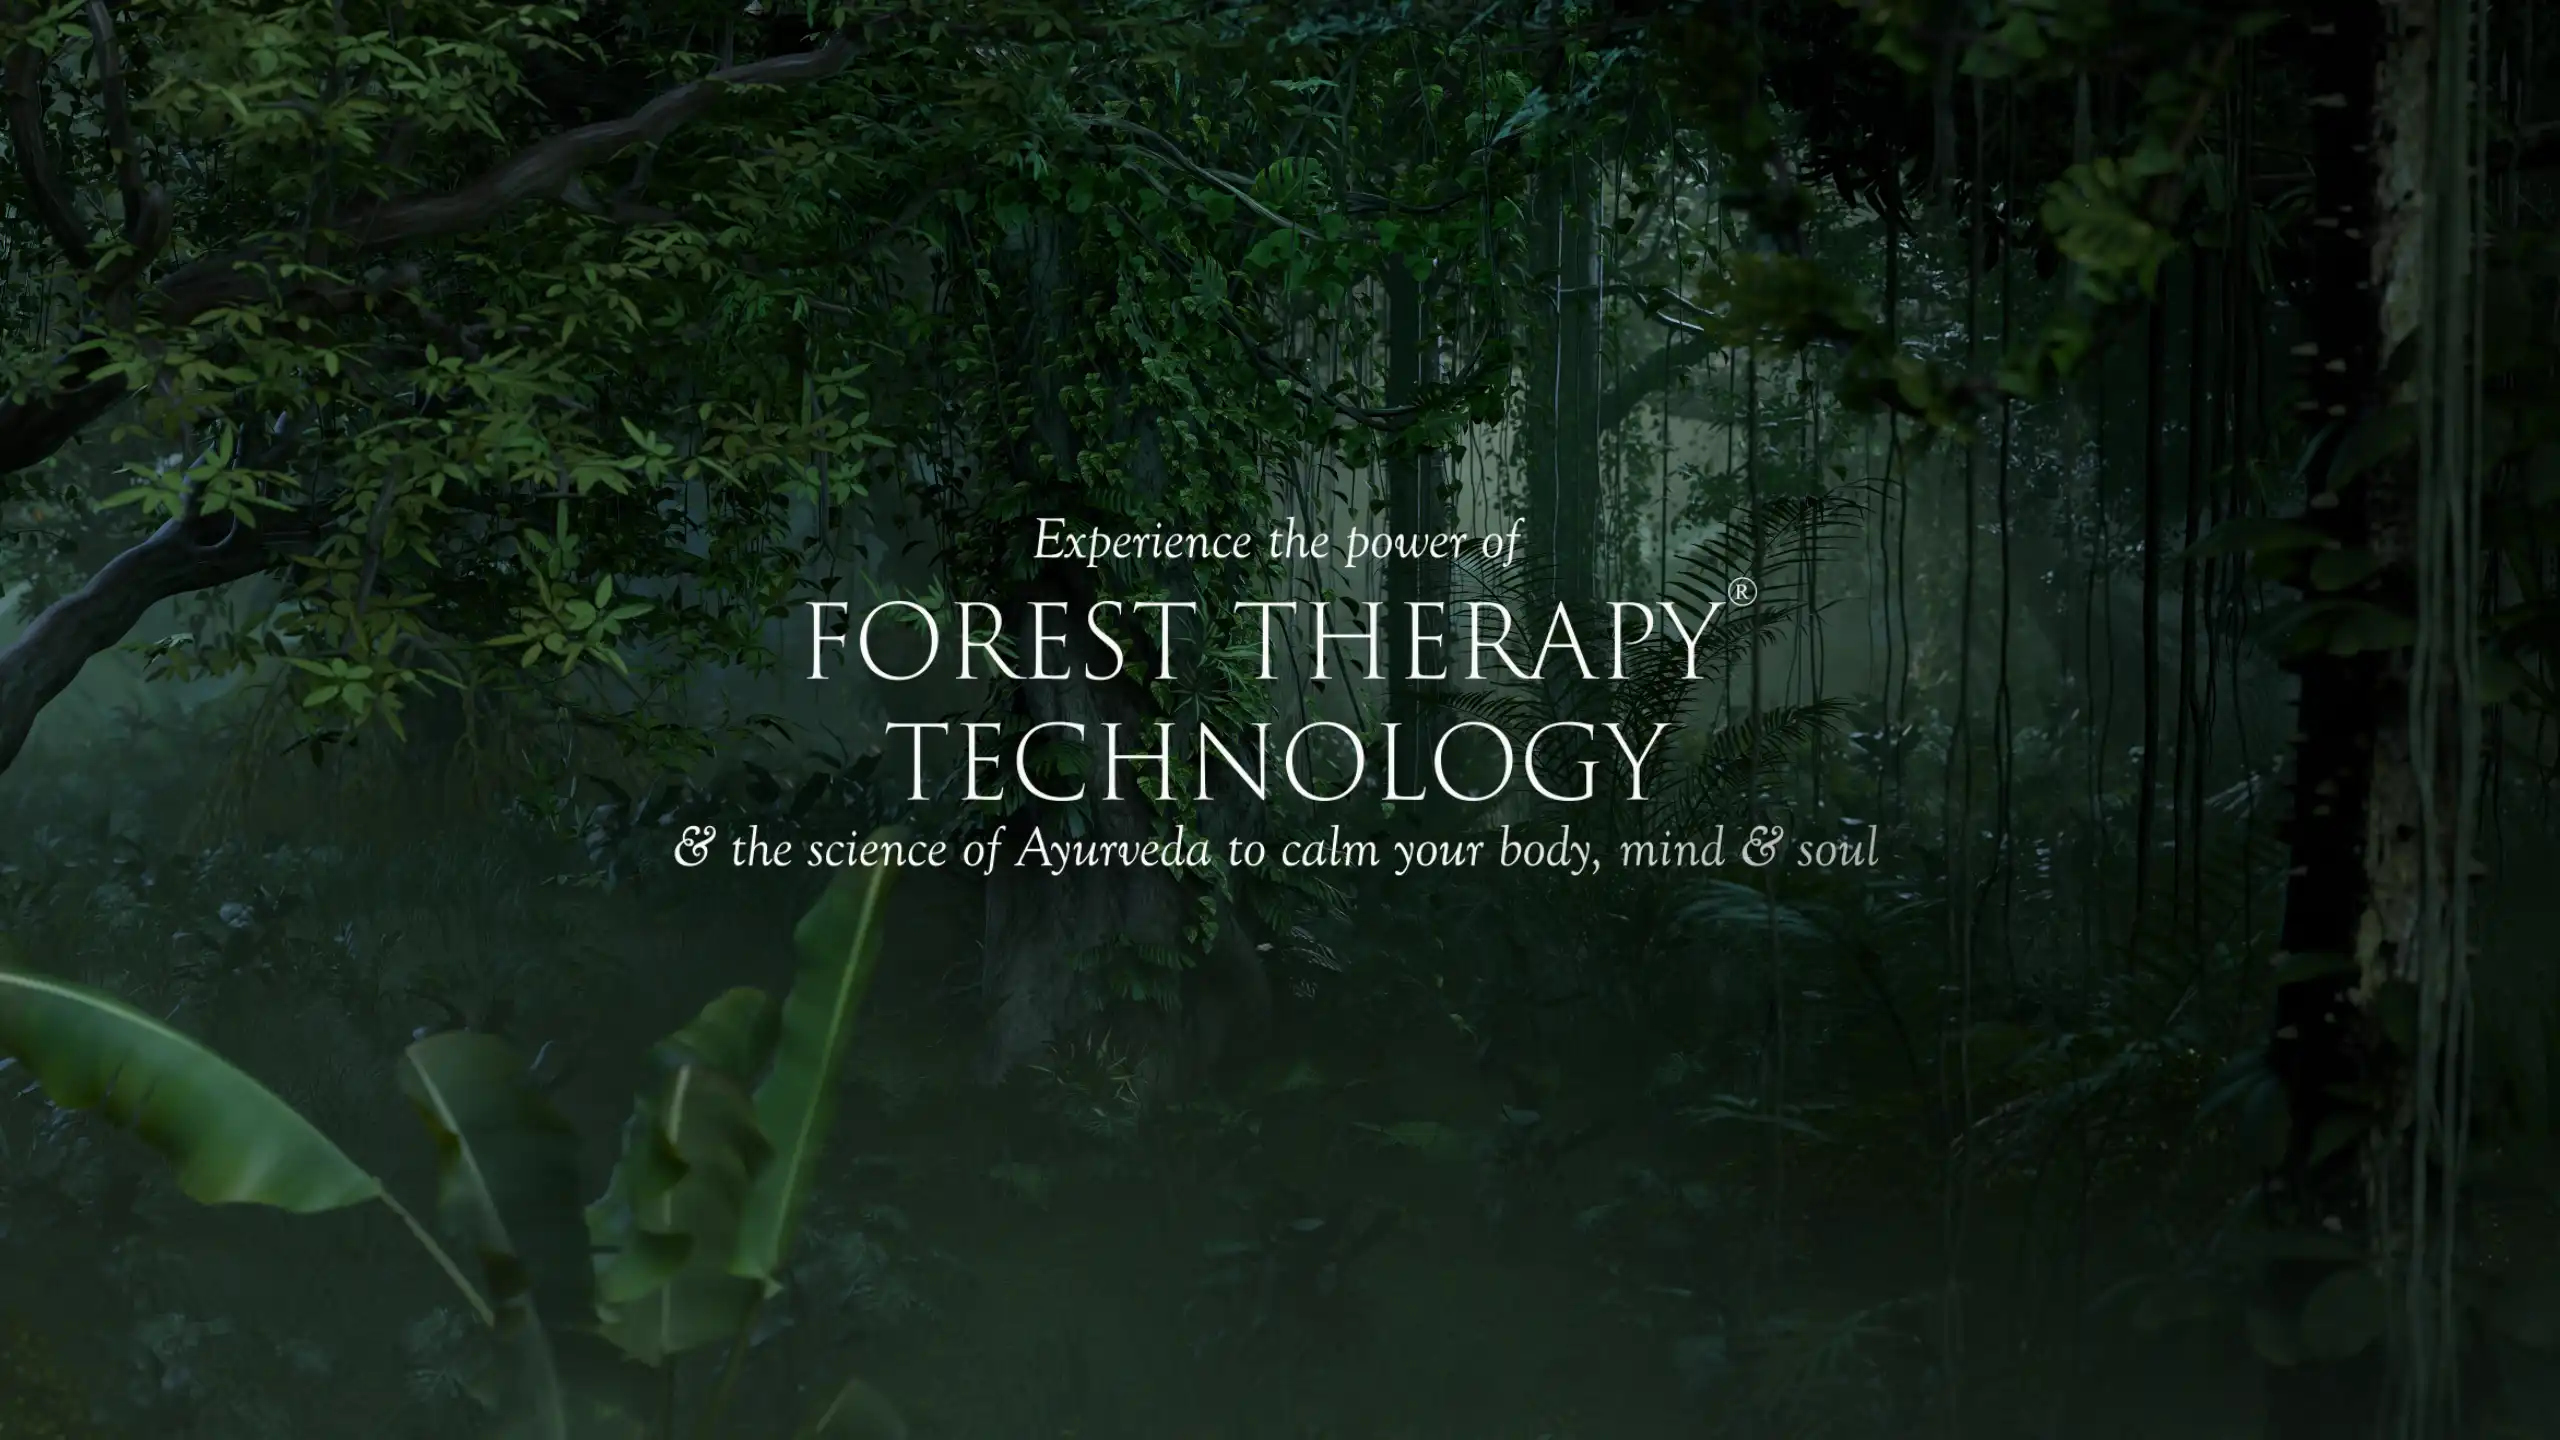 Experience the power of
FOREST THERAPY®
TECHNOLOGY
& the science of Ayurveda to calm your body, mind & soul